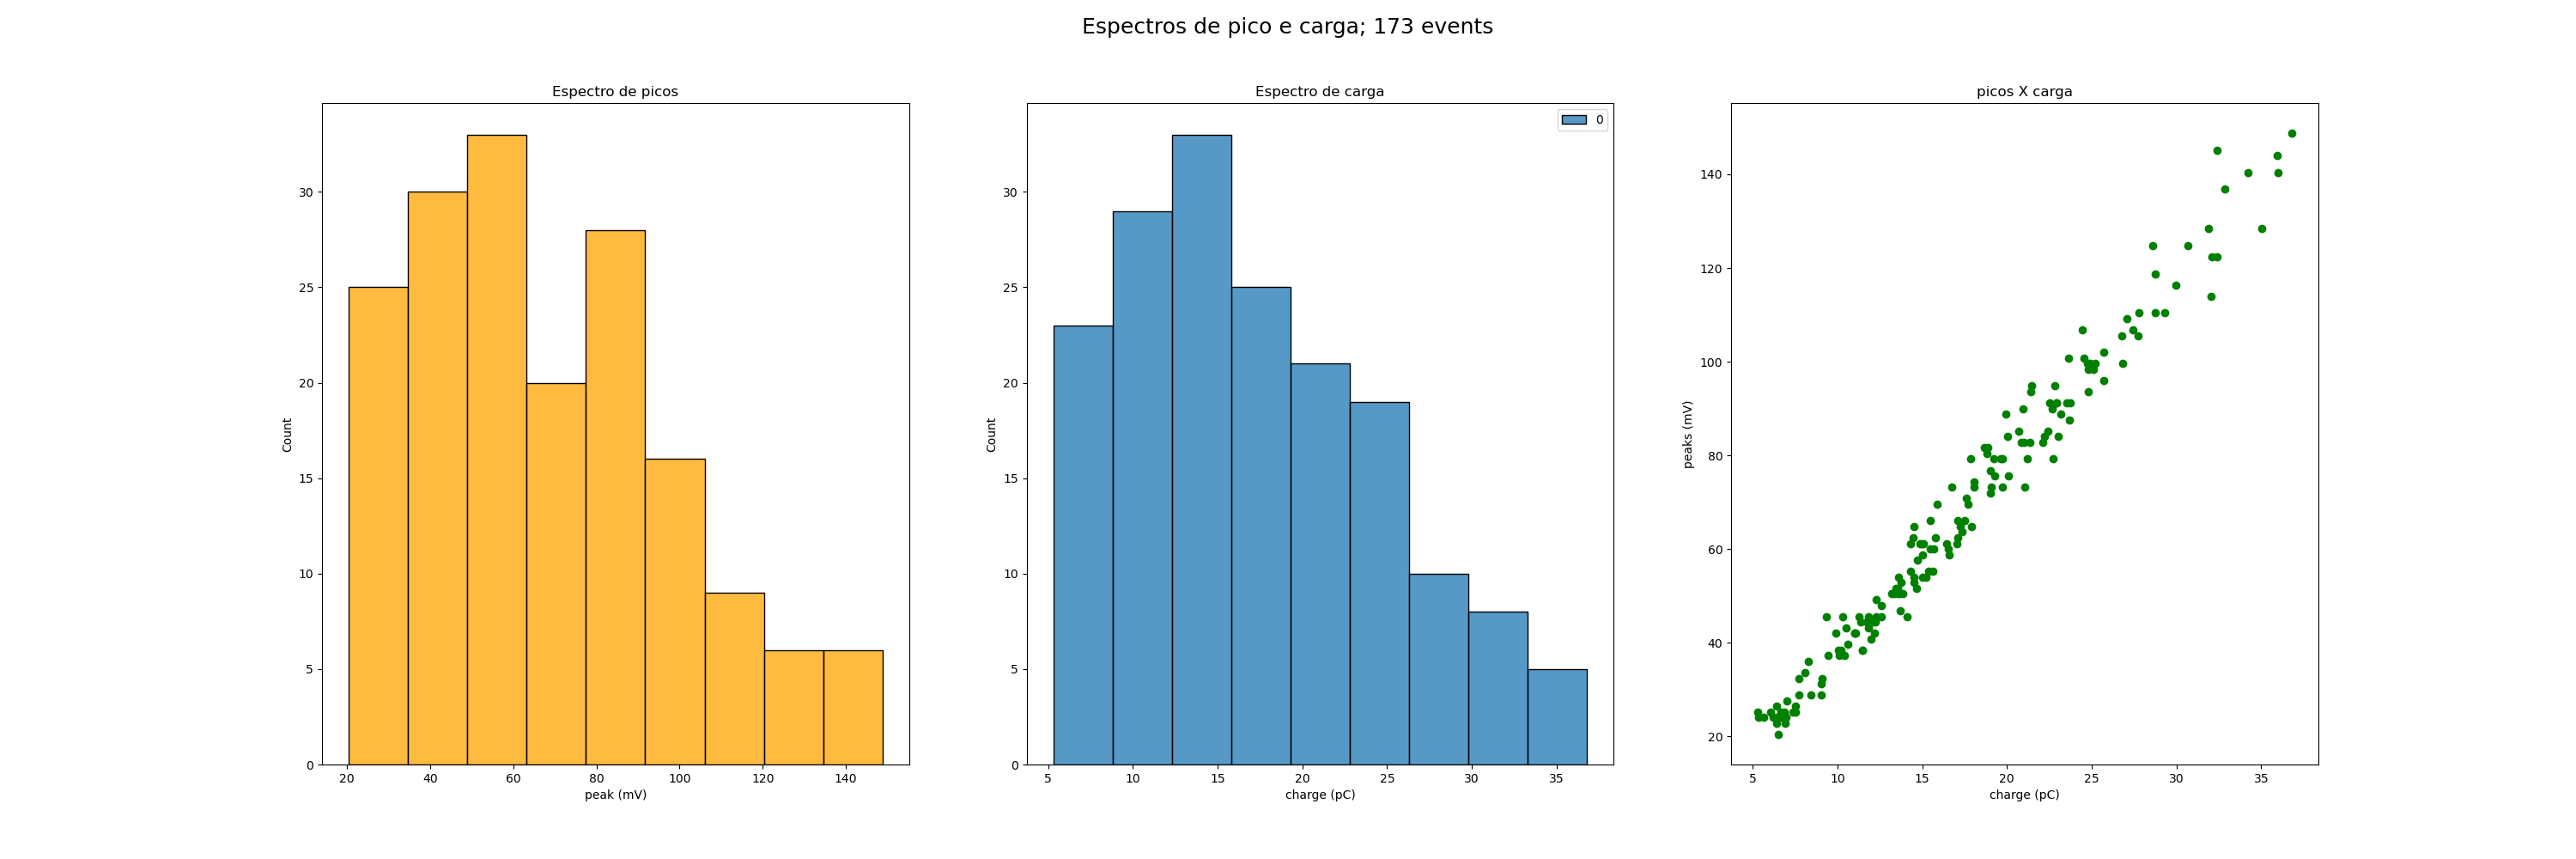 Espectros de pico e carga; 173 events
Espectro de picos
30
25
20
15
10
5
0
Count
20 40 60 80 100 120 140
peak (mV)
Espectro de carga
0
30
25
20
15
10
5
0
Count
5 10 15 20 25 30 35
charge (pC)
picos X carga
140
120
100
80
60
40
20
peaks (mV)
5 10 15 20 25 30 35
charge (pC)